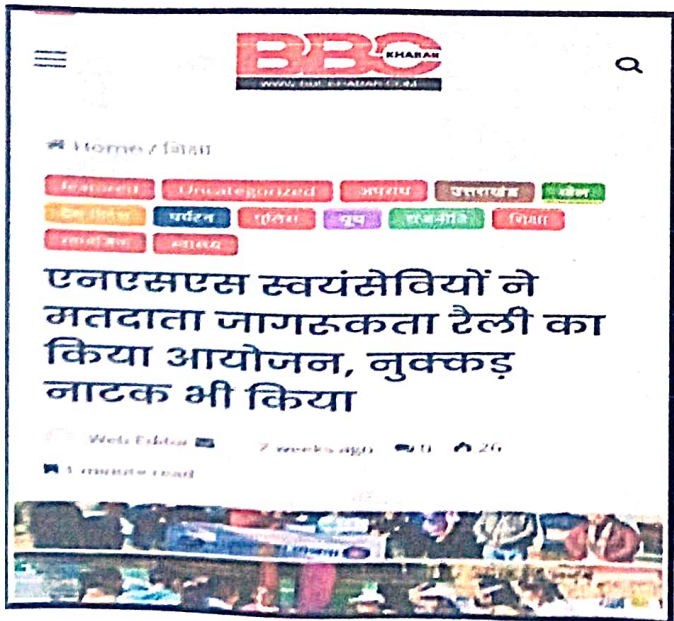 BBC
KHABAR
WWW.BBCKHABAR.COM
Home / शिक्षा
featured Uncategorized अपराध उत्तराखंड खेल
देश विदेश पर्यटन पुलिस यूथ राजनीति शिक्षा
सामाजिक स्वास्थ्य
एनएसएस स्वयंसेवियों ने
मतदाता जागरूकता रैली का
किया आयोजन, नुक्कड़
नाटक भी किया
Web Editor 2 weeks ago 0 26
1 minute read